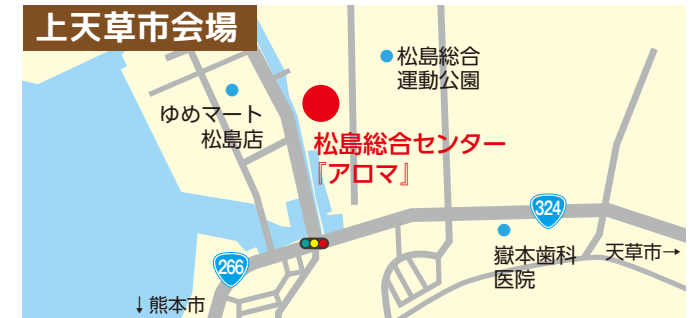 上天草市会場
松島総合
運動公園
ゆめマート
松島店
松島総合センター
『アロマ』
324
嶽本歯科
医院
天草市→
266
↓熊本市